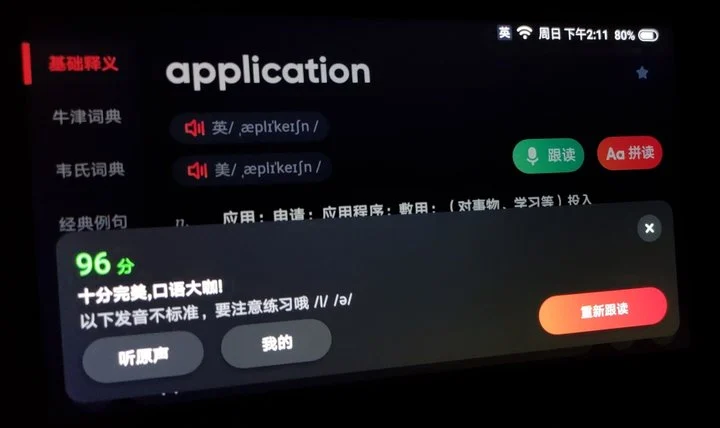 英 周日 下午2:11 80%
基础释义
application
牛津词典
英/ ˌæplɪˈkeɪʃn /
韦氏词典
美/ ˌæplɪˈkeɪʃn /
跟读
Aa 拼读
经典例句
n. 应用；申请；应用程序；敷用；（对事物、学习等）投入
96 分
十分完美,口语大咖!
以下发音不标准，要注意练习哦 /l/ /ə/
听原声
我的
重新跟读